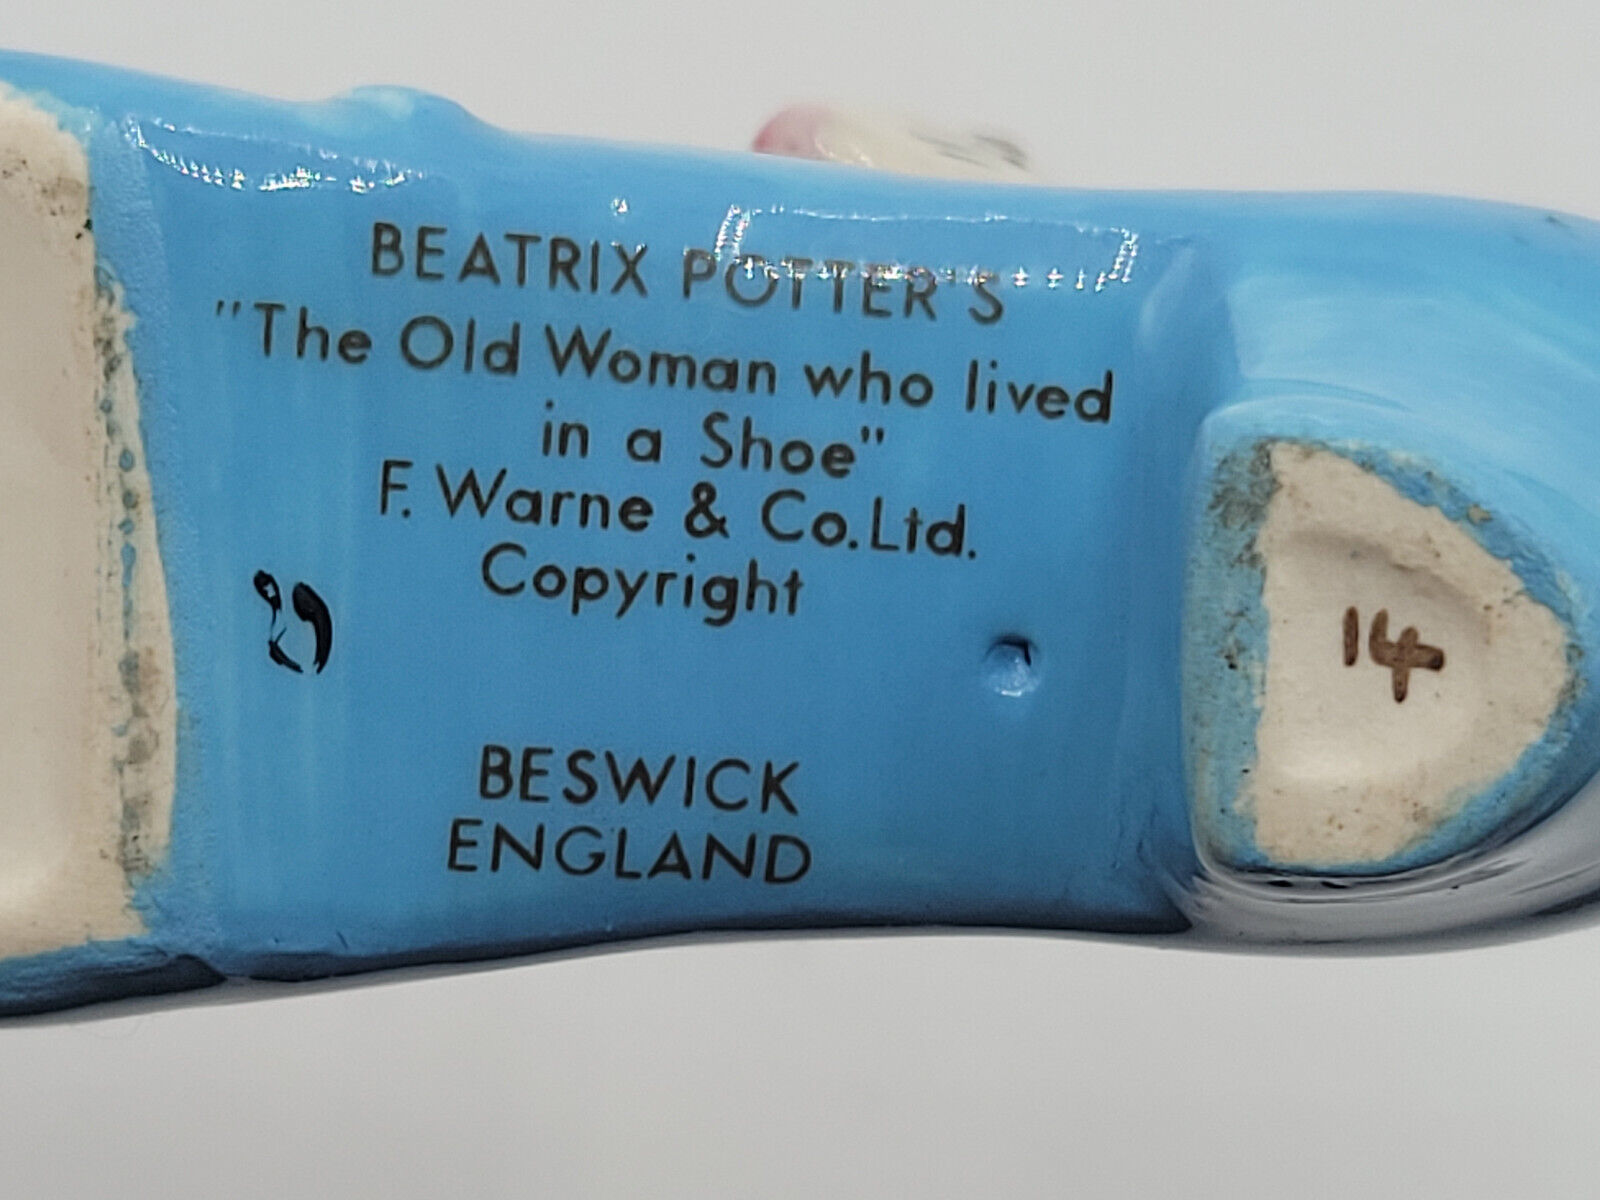 BEATRIX POTTER'S
"The Old Woman who lived
in a Shoe"
F. Warne & Co. Ltd.
Copyright
14
BESWICK
ENGLAND